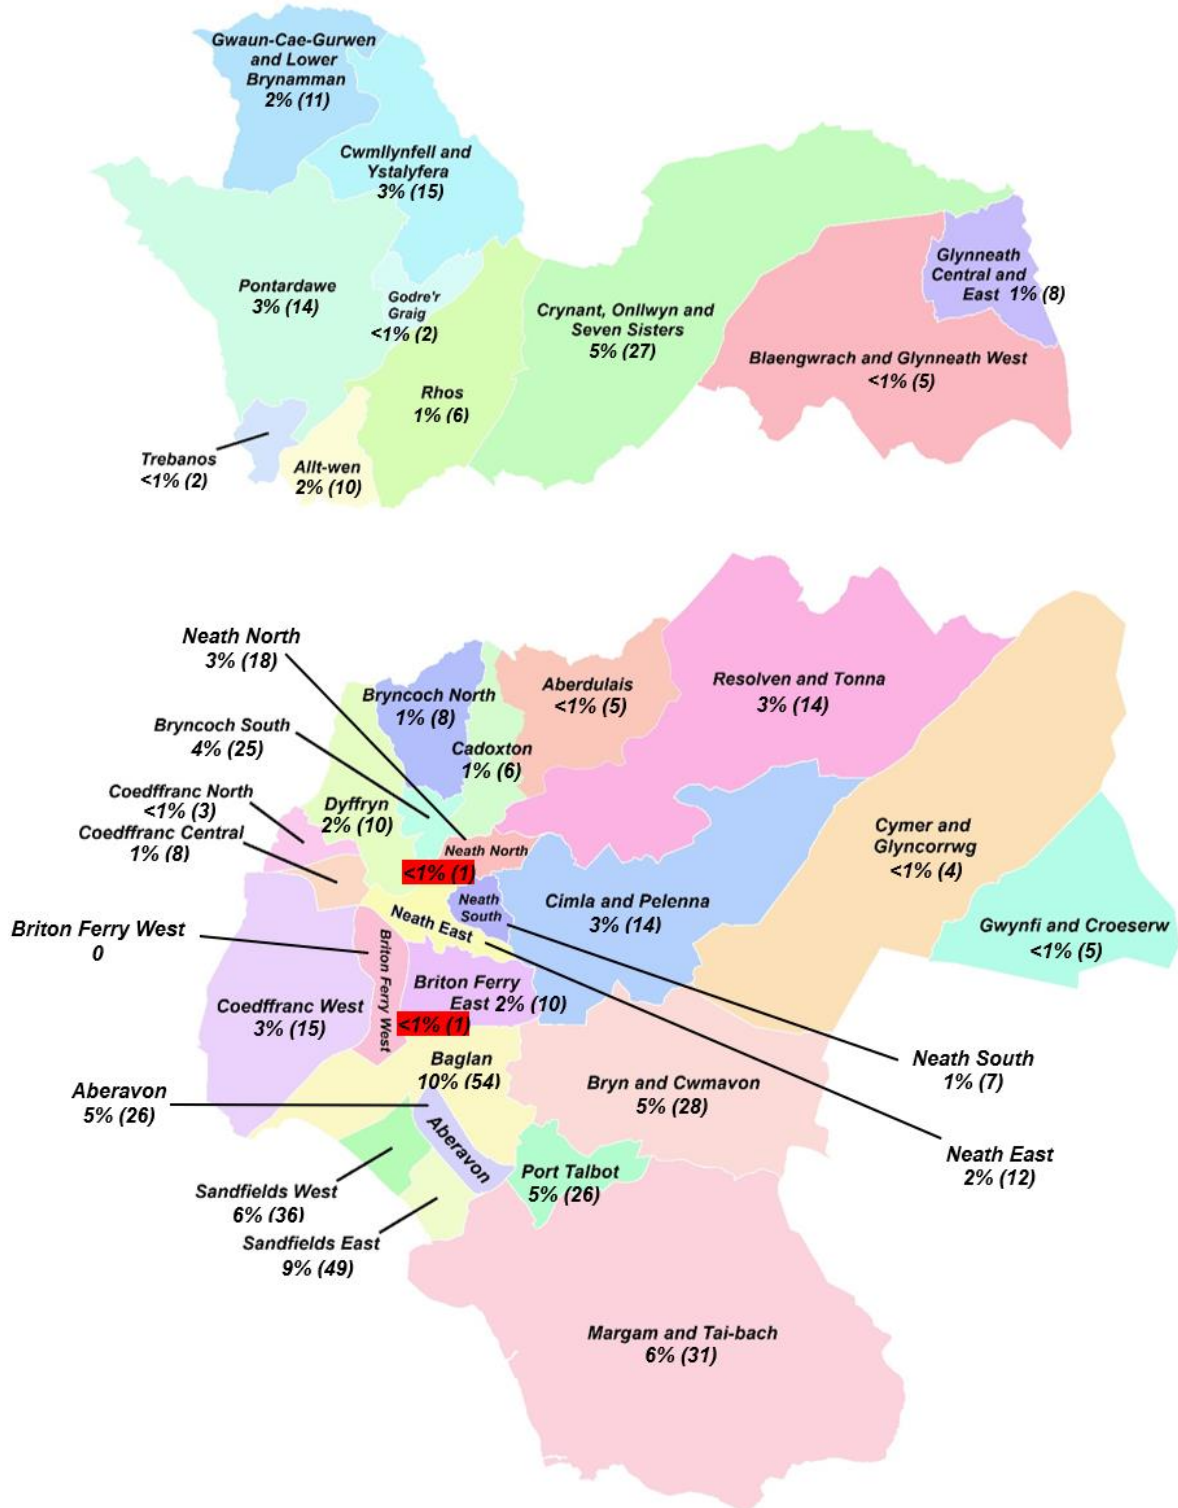 Gwaun-Cae-Gurwen
and Lower
Brynamman
2% (11)
Cwmllynfell and
Ystalyfera
3% (15)
Pontardawe
3% (14)
Godre'r
Graig
<1% (2)
Crynant, Onllwyn and
Seven Sisters
5% (27)
Glynneath
Central and
East 1% (8)
Blaengwrach and Glynneath West
<1% (5)
Rhos
1% (6)
Trebanos
<1% (2)
Allt-wen
2% (10)
Neath North
3% (18)
Bryncoch North
1% (8)
Aberdulais
<1% (5)
Resolven and Tonna
3% (14)
Bryncoch South
4% (25)
Cadoxton
1% (6)
Coedffranc North
<1% (3)
Dyffryn
2% (10)
Coedffranc Central
1% (8)
Neath North
<1% (1)
Cymer and
Glyncorrwg
<1% (4)
Neath
South
Cimla and Pelenna
3% (14)
Neath East
Gwynfi and Croeserw
<1% (5)
Briton Ferry West
0
Briton Ferry West
Briton Ferry
East 2% (10)
Coedffranc West
3% (15)
<1% (1)
Baglan
10% (54)
Neath South
1% (7)
Bryn and Cwmavon
5% (28)
Aberavon
5% (26)
Aberavon
Neath East
2% (12)
Port Talbot
5% (26)
Sandfields West
6% (36)
Sandfields East
9% (49)
Margam and Tai-bach
6% (31)